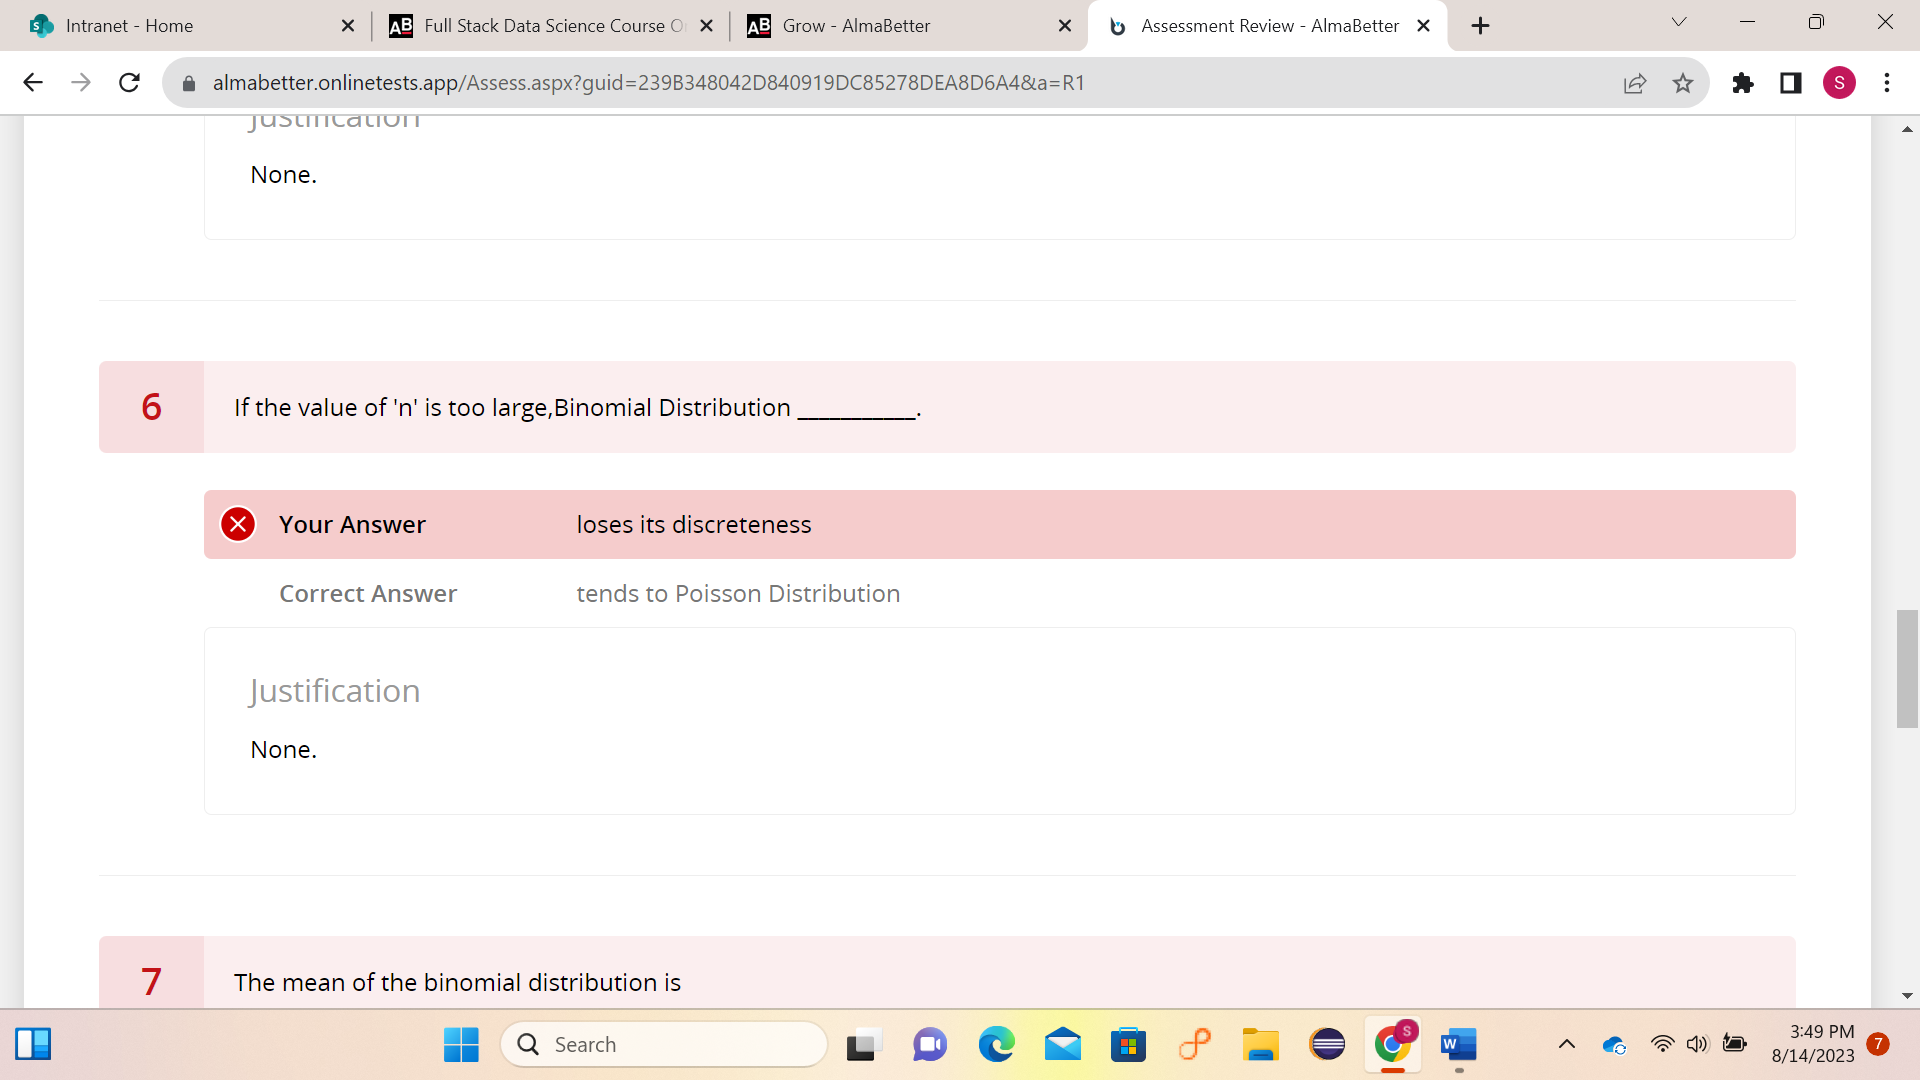 Intranet - Home
AB Full Stack Data Science Course O
AB Grow - AlmaBetter
Assessment Review - AlmaBetter
almabetter.onlinetests.app/Assess.aspx?guid=239B348042D840919DC85278DEA8D6A4&a=R1
S
Justification
None.
6 If the value of 'n' is too large,Binomial Distribution ___________.
Your Answer loses its discreteness
Correct Answer tends to Poisson Distribution
Justification
None.
7 The mean of the binomial distribution is
Search
S
W
3:49 PM
8/14/2023
7